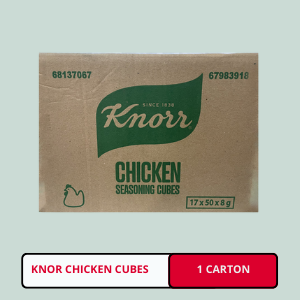 68137067
67983918
SINCE 1838
Knorr
CHICKEN
SEASONING CUBES
17 x 50 x 8 g
KNOR CHICKEN CUBES
1 CARTON